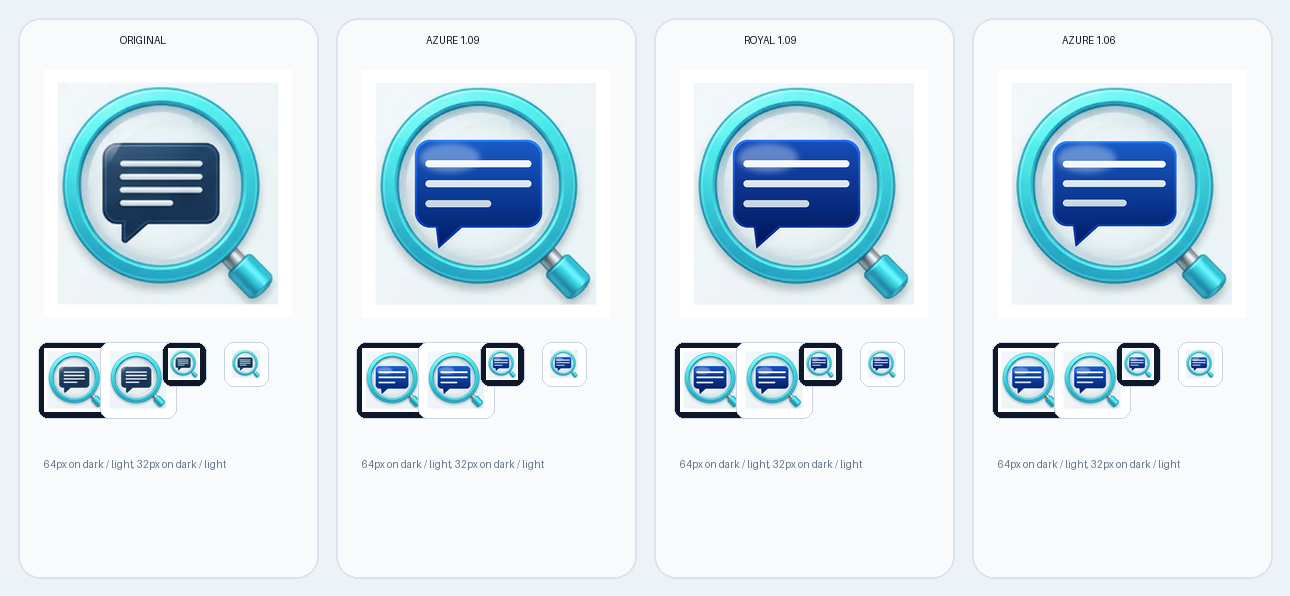 ORIGINAL
AZURE 1.09
ROYAL 1.09
AZURE 1.06
64px on dark / light, 32px on dark / light
64px on dark / light, 32px on dark / light
64px on dark / light, 32px on dark / light
64px on dark / light, 32px on dark / light